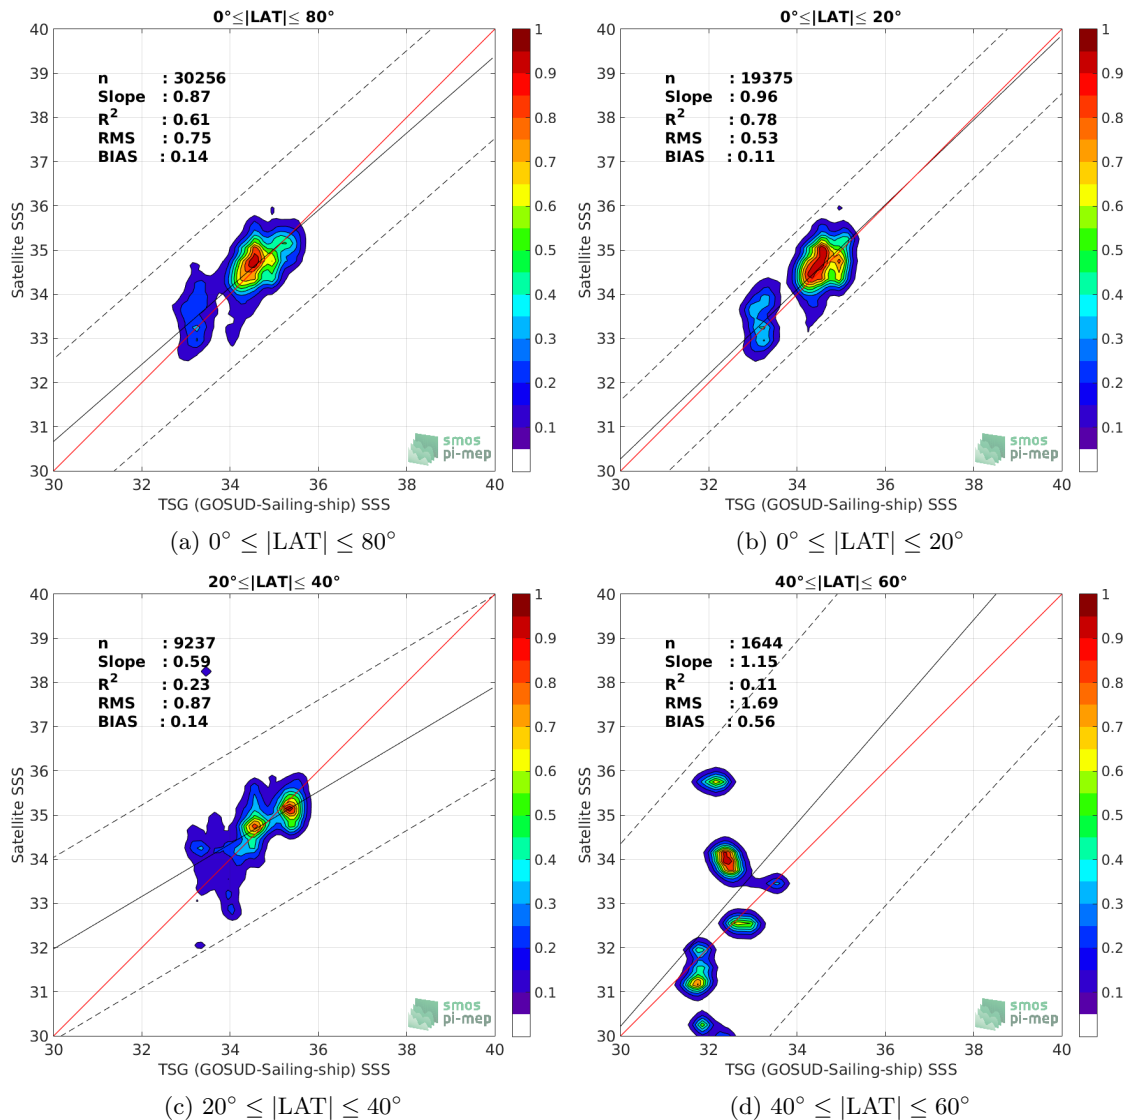 0°≤|LAT|≤ 80°
n : 30256
Slope : 0.87
R2 : 0.61
RMS : 0.75
BIAS : 0.14
40
39
38
37
36
35
34
33
32
31
30
Satellite SSS
30 32 34 36 38 40
TSG (GOSUD-Sailing-ship) SSS
smos
pi-mep
1
0.9
0.8
0.7
0.6
0.5
0.4
0.3
0.2
0.1
(a) 0° ≤ |LAT| ≤ 80°
0°≤|LAT|≤ 20°
n : 19375
Slope : 0.96
R2 : 0.78
RMS : 0.53
BIAS : 0.11
40
39
38
37
36
35
34
33
32
31
30
Satellite SSS
30 32 34 36 38 40
TSG (GOSUD-Sailing-ship) SSS
smos
pi-mep
1
0.9
0.8
0.7
0.6
0.5
0.4
0.3
0.2
0.1
(b) 0° ≤ |LAT| ≤ 20°
20°≤|LAT|≤ 40°
n : 9237
Slope : 0.59
R2 : 0.23
RMS : 0.87
BIAS : 0.14
40
39
38
37
36
35
34
33
32
31
30
Satellite SSS
30 32 34 36 38 40
TSG (GOSUD-Sailing-ship) SSS
smos
pi-mep
1
0.9
0.8
0.7
0.6
0.5
0.4
0.3
0.2
0.1
(c) 20° ≤ |LAT| ≤ 40°
40°≤|LAT|≤ 60°
n : 1644
Slope : 1.15
R2 : 0.11
RMS : 1.69
BIAS : 0.56
40
39
38
37
36
35
34
33
32
31
30
Satellite SSS
30 32 34 36 38 40
TSG (GOSUD-Sailing-ship) SSS
smos
pi-mep
1
0.9
0.8
0.7
0.6
0.5
0.4
0.3
0.2
0.1
(d) 40° ≤ |LAT| ≤ 60°